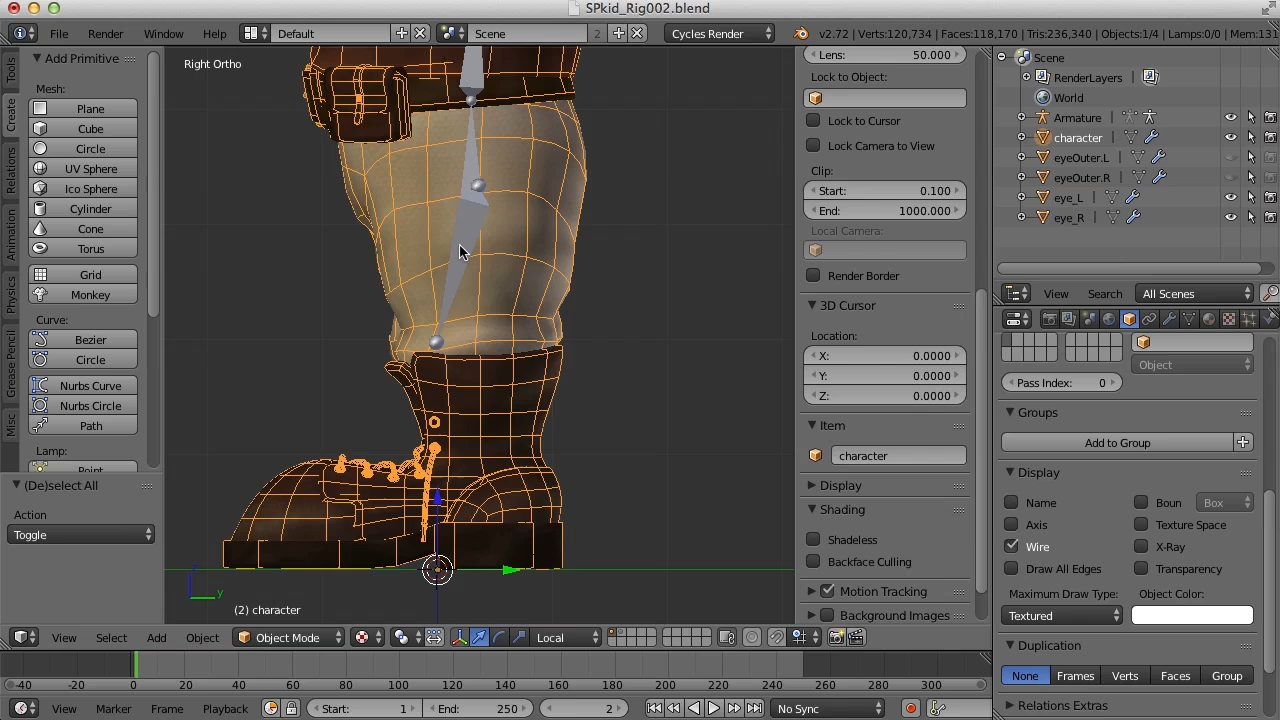 SPkid_Rig002.blend
File Render Window Help Default Scene 2 Cycles Render v2.72 | Verts:120,734 | Faces:118,170 | Tris:236,340 | Objects:1/4 | Lamps:0/0 | Mem:131
Tools
Create
Relations
Animation
Physics
Grease Pencil
Misc
Add Primitive
Mesh:
Plane
Cube
Circle
UV Sphere
Ico Sphere
Cylinder
Cone
Torus
Grid
Monkey
Curve:
Bezier
Circle
Nurbs Curve
Nurbs Circle
Path
Lamp:
Point
(De)select All
Action
Toggle
Right Ortho
y
(2) character
Lens: 50.000
Lock to Object:
Lock to Cursor
Lock Camera to View
Clip:
Start: 0.100
End: 1000.000
Local Camera:
Render Border
3D Cursor
Location:
X: 0.0000
Y: 0.0000
Z: 0.0000
Item
character
Display
Shading
Shadeless
Backface Culling
Motion Tracking
Background Images
Scene
RenderLayers
World
Armature
character
eyeOuter.L
eyeOuter.R
eye_L
eye_R
View Search All Scenes
Object
Pass Index: 0
Groups
Add to Group
Display
Name Boun Box
Axis Texture Space
Wire X-Ray
Draw All Edges Transparency
Maximum Draw Type: Object Color:
Textured
Duplication
None Frames Verts Faces Group
Relations Extras
View Select Add Object Object Mode Local
-40 -20 0 20 40 60 80 100 120 140 160 180 200 220 240 260 280 300
View Marker Frame Playback Start: 1 End: 250 2 No Sync